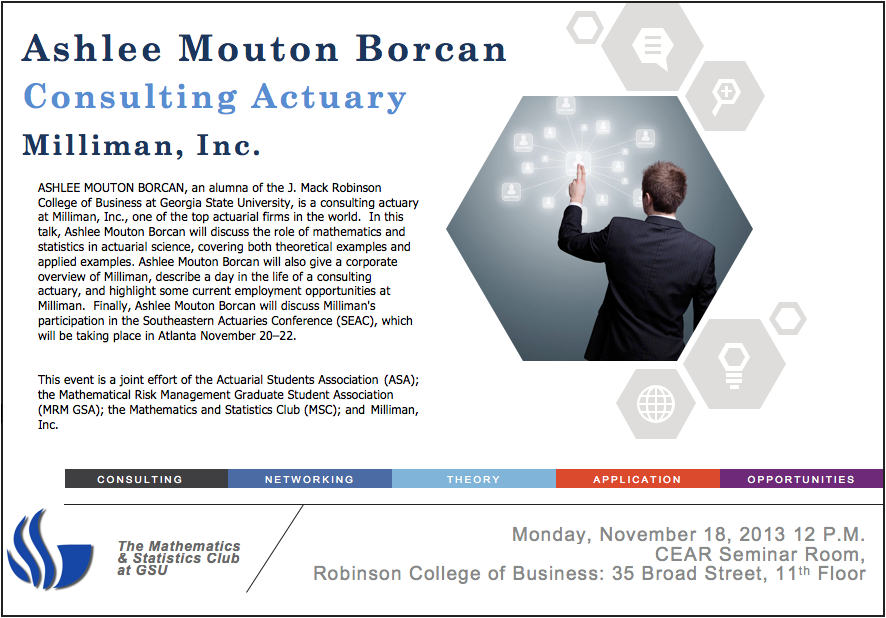 Ashlee Mouton Borcan
Consulting Actuary
Milliman, Inc.
ASHLEE MOUTON BORCAN, an alumna of the J. Mack Robinson
College of Business at Georgia State University, is a consulting actuary
at Milliman, Inc., one of the top actuarial firms in the world.  In this
talk, Ashlee Mouton Borcan will discuss the role of mathematics and
statistics in actuarial science, covering both theoretical examples and
applied examples. Ashlee Mouton Borcan will also give a corporate
overview of Milliman, describe a day in the life of a consulting
actuary, and highlight some current employment opportunities at
Milliman.  Finally, Ashlee Mouton Borcan will discuss Milliman's
participation in the Southeastern Actuaries Conference (SEAC), which
will be taking place in Atlanta November 20–22.
This event is a joint effort of the Actuarial Students Association (ASA);
the Mathematical Risk Management Graduate Student Association
(MRM GSA); the Mathematics and Statistics Club (MSC); and Milliman,
Inc.
CONSULTING NETWORKING THEORY APPLICATION OPPORTUNITIES
The Mathematics
& Statistics Club
at GSU
Monday, November 18, 2013 12 P.M.
CEAR Seminar Room,
Robinson College of Business: 35 Broad Street, 11th Floor